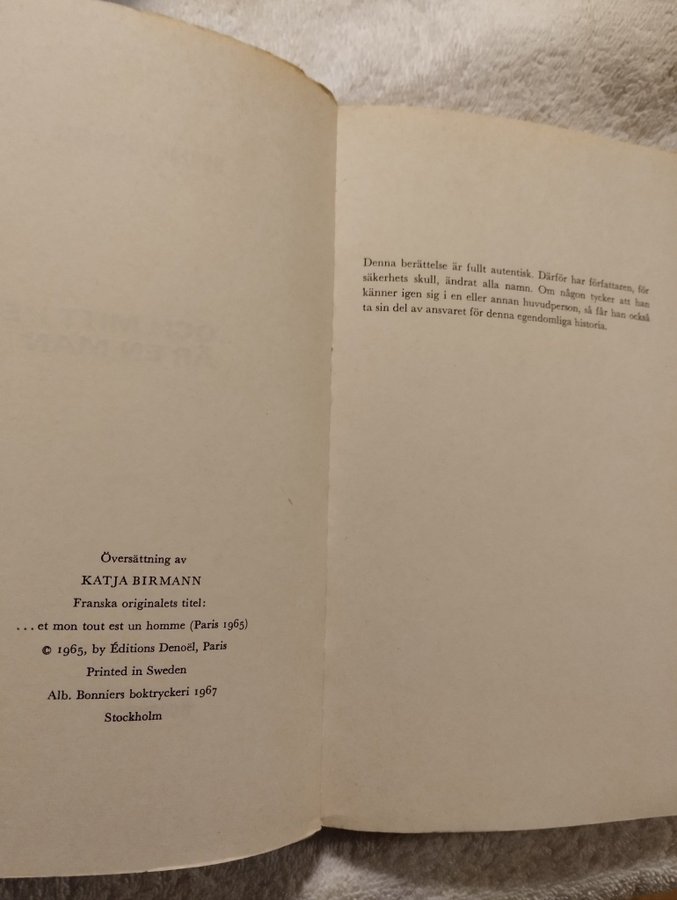 Översättning av
KATJA BIRMANN
Franska originalets titel:
... et mon tout est un homme (Paris 1965)
© 1965, by Éditions Denoël, Paris
Printed in Sweden
Alb. Bonniers boktryckeri 1967
Stockholm
Denna berättelse är fullt autentisk. Därför har författaren, för
säkerhets skull, ändrat alla namn. Om någon tycker att han
känner igen sig i en eller annan huvudperson, så får han också
ta sin del av ansvaret för denna egendomliga historia.